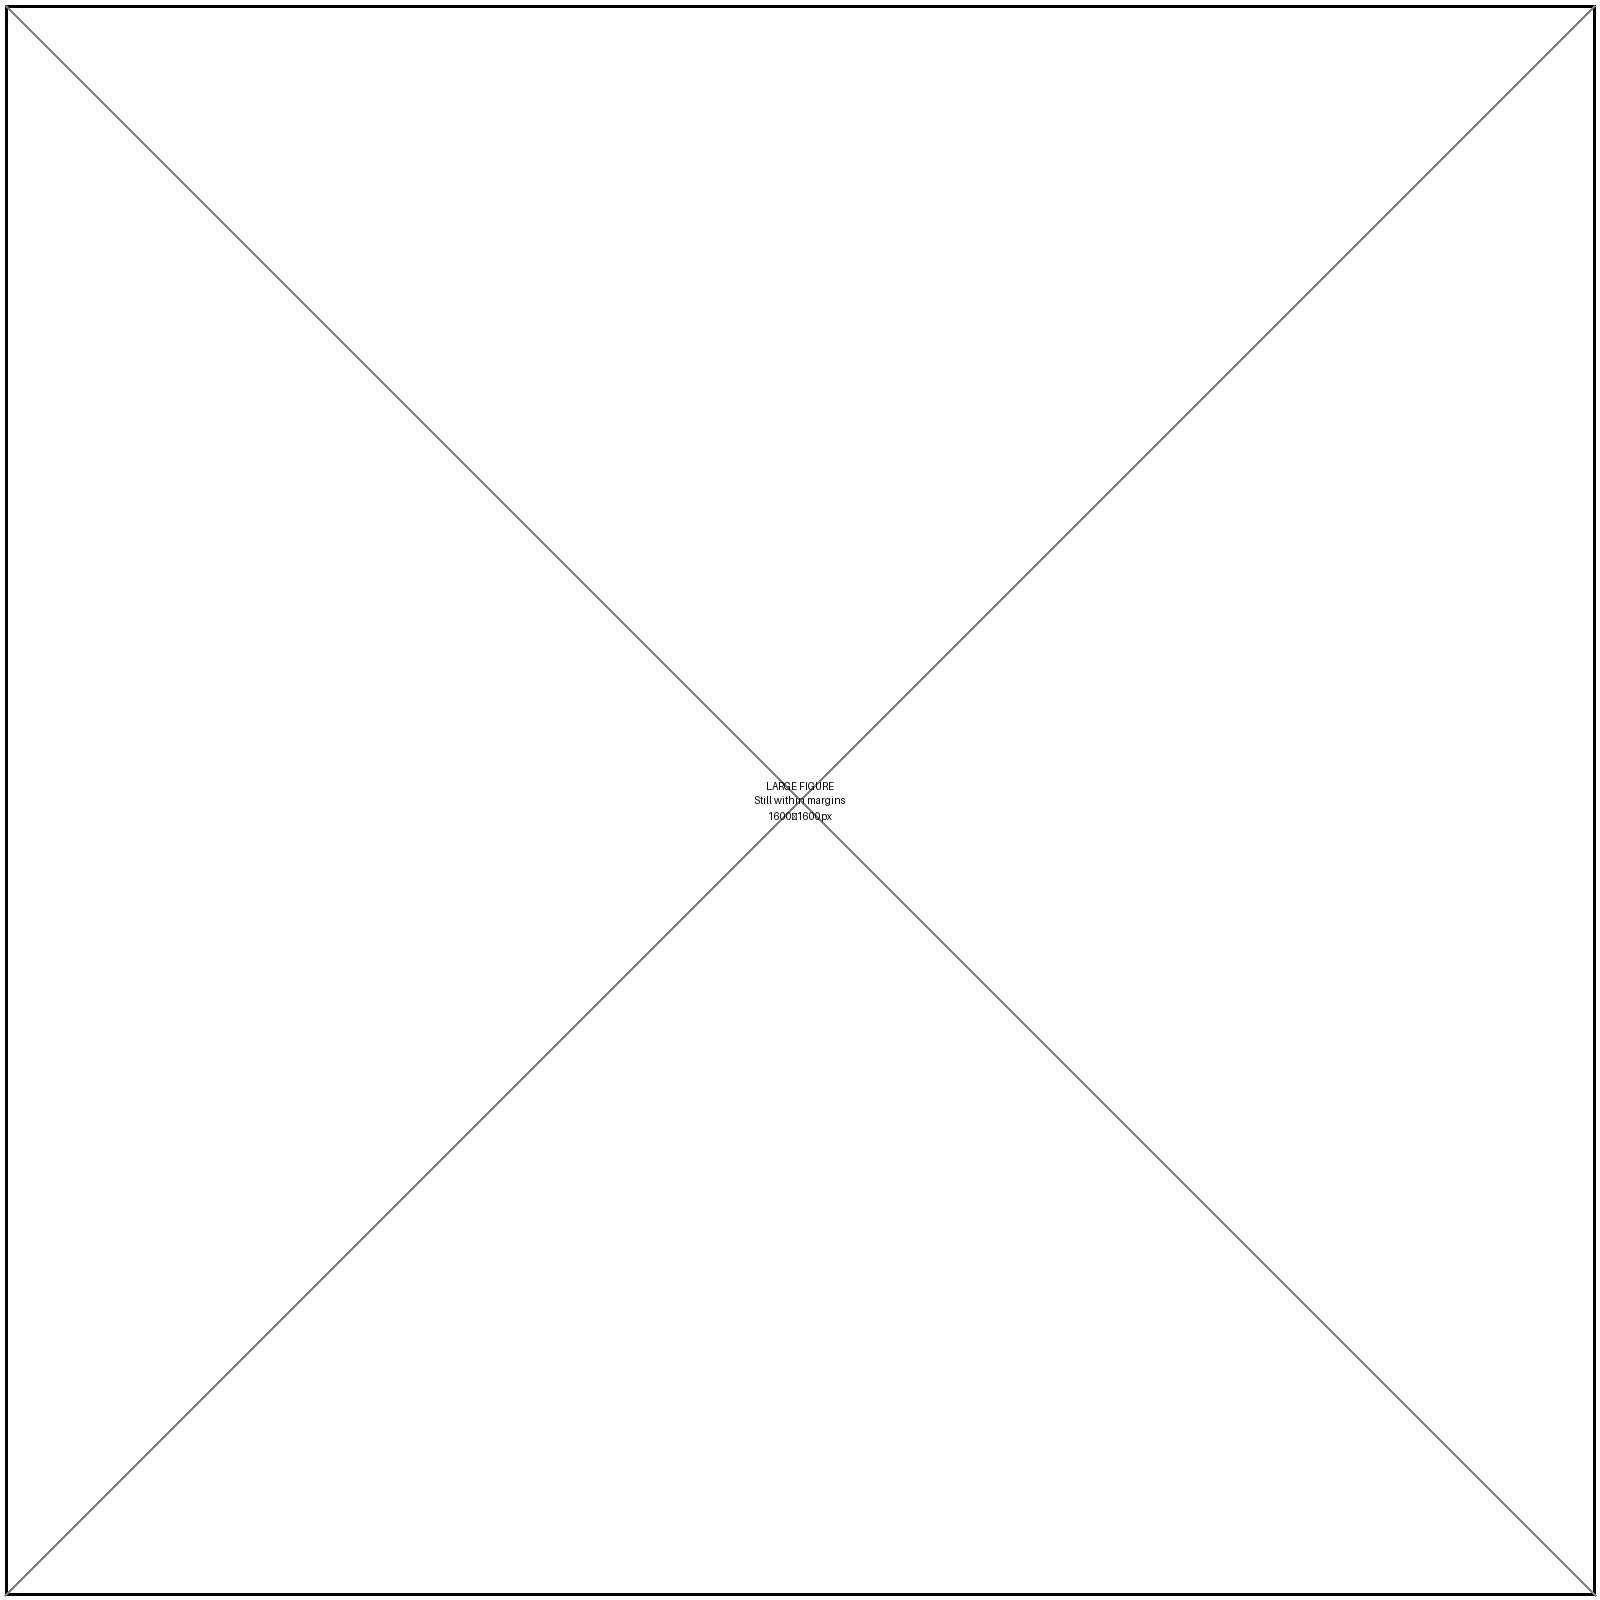 LARGE FIGURE
Still within margins
1600▯1600px